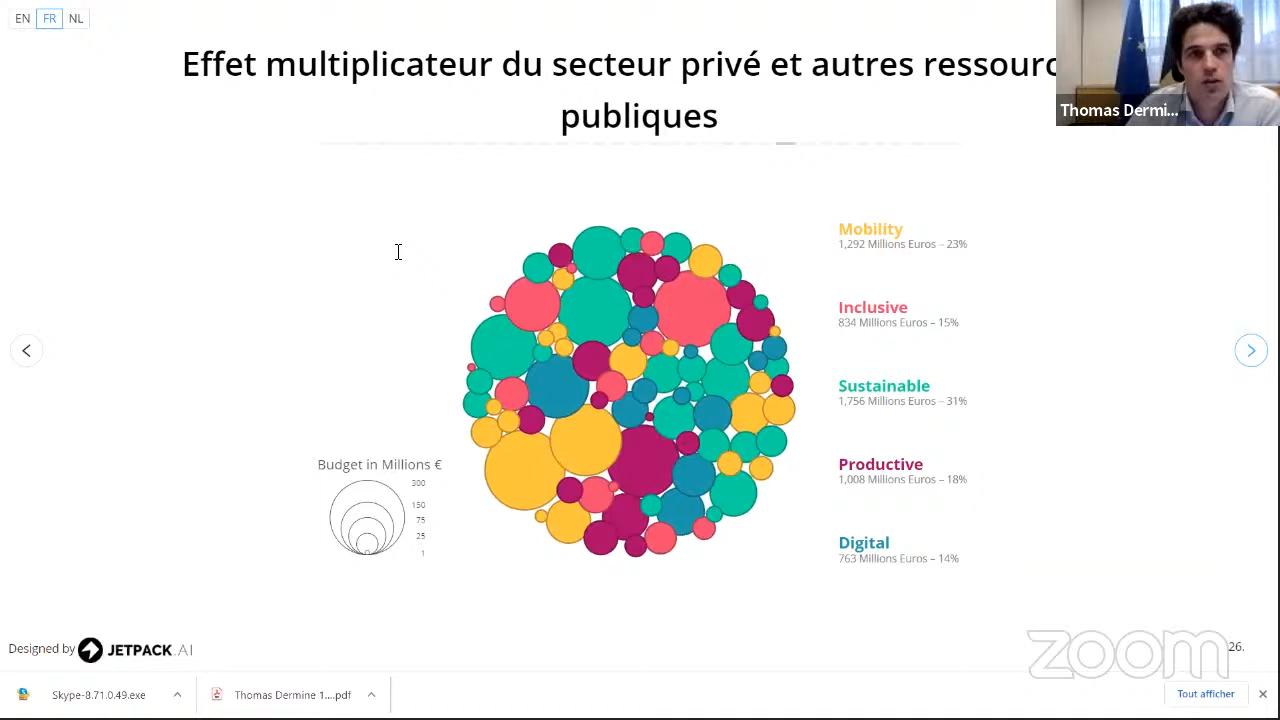 EN FR NL
Effet multiplicateur du secteur privé et autres
publiques
Thomas Dermi...
Mobility
1,292 Millions Euros – 23%
Inclusive
834 Millions Euros – 15%
Sustainable
1,756 Millions Euros – 31%
Productive
1,008 Millions Euros – 18%
Digital
763 Millions Euros – 14%
Budget in Millions €
300
150
75
25
1
Designed by JETPACK.AI
zoom
26.
Skype-8.71.0.49.exe
Thomas Dermine 1....pdf
Tout afficher